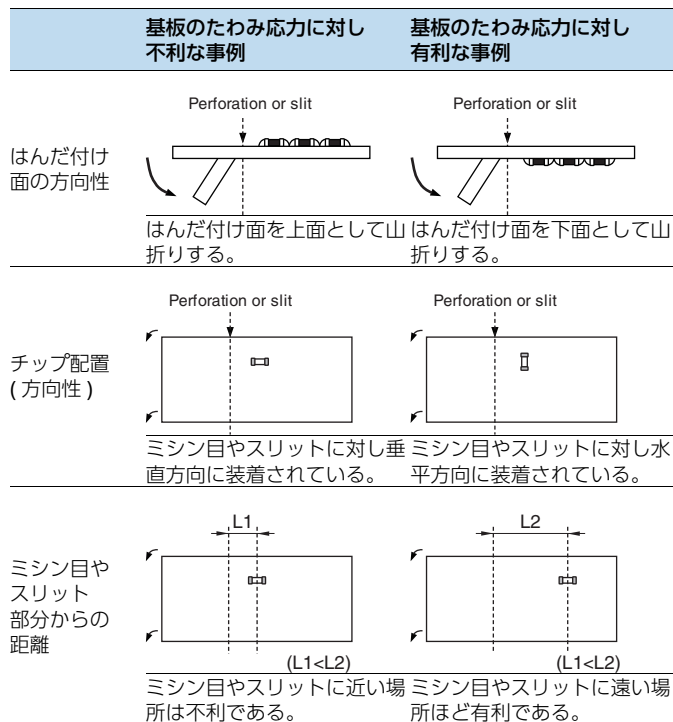 基板のたわみ応力に対し
不利な事例
基板のたわみ応力に対し
有利な事例
はんだ付け
面の方向性
Perforation or slit
はんだ付け面を上面として山
折りする。
Perforation or slit
はんだ付け面を下面として山
折りする。
チップ配置
( 方向性 )
Perforation or slit
ミシン目やスリットに対し垂
直方向に装着されている。
Perforation or slit
ミシン目やスリットに対し水
平方向に装着されている。
ミシン目や
スリット
部分からの
距離
L1
(L1<L2)
ミシン目やスリットに近い場
所は不利である。
L2
(L1<L2)
ミシン目やスリットに遠い場
所ほど有利である。